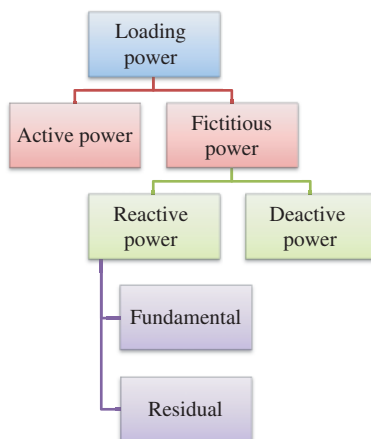 Loading
power
Active power
Fictitious
power
Reactive
power
Deactive
power
Fundamental
Residual